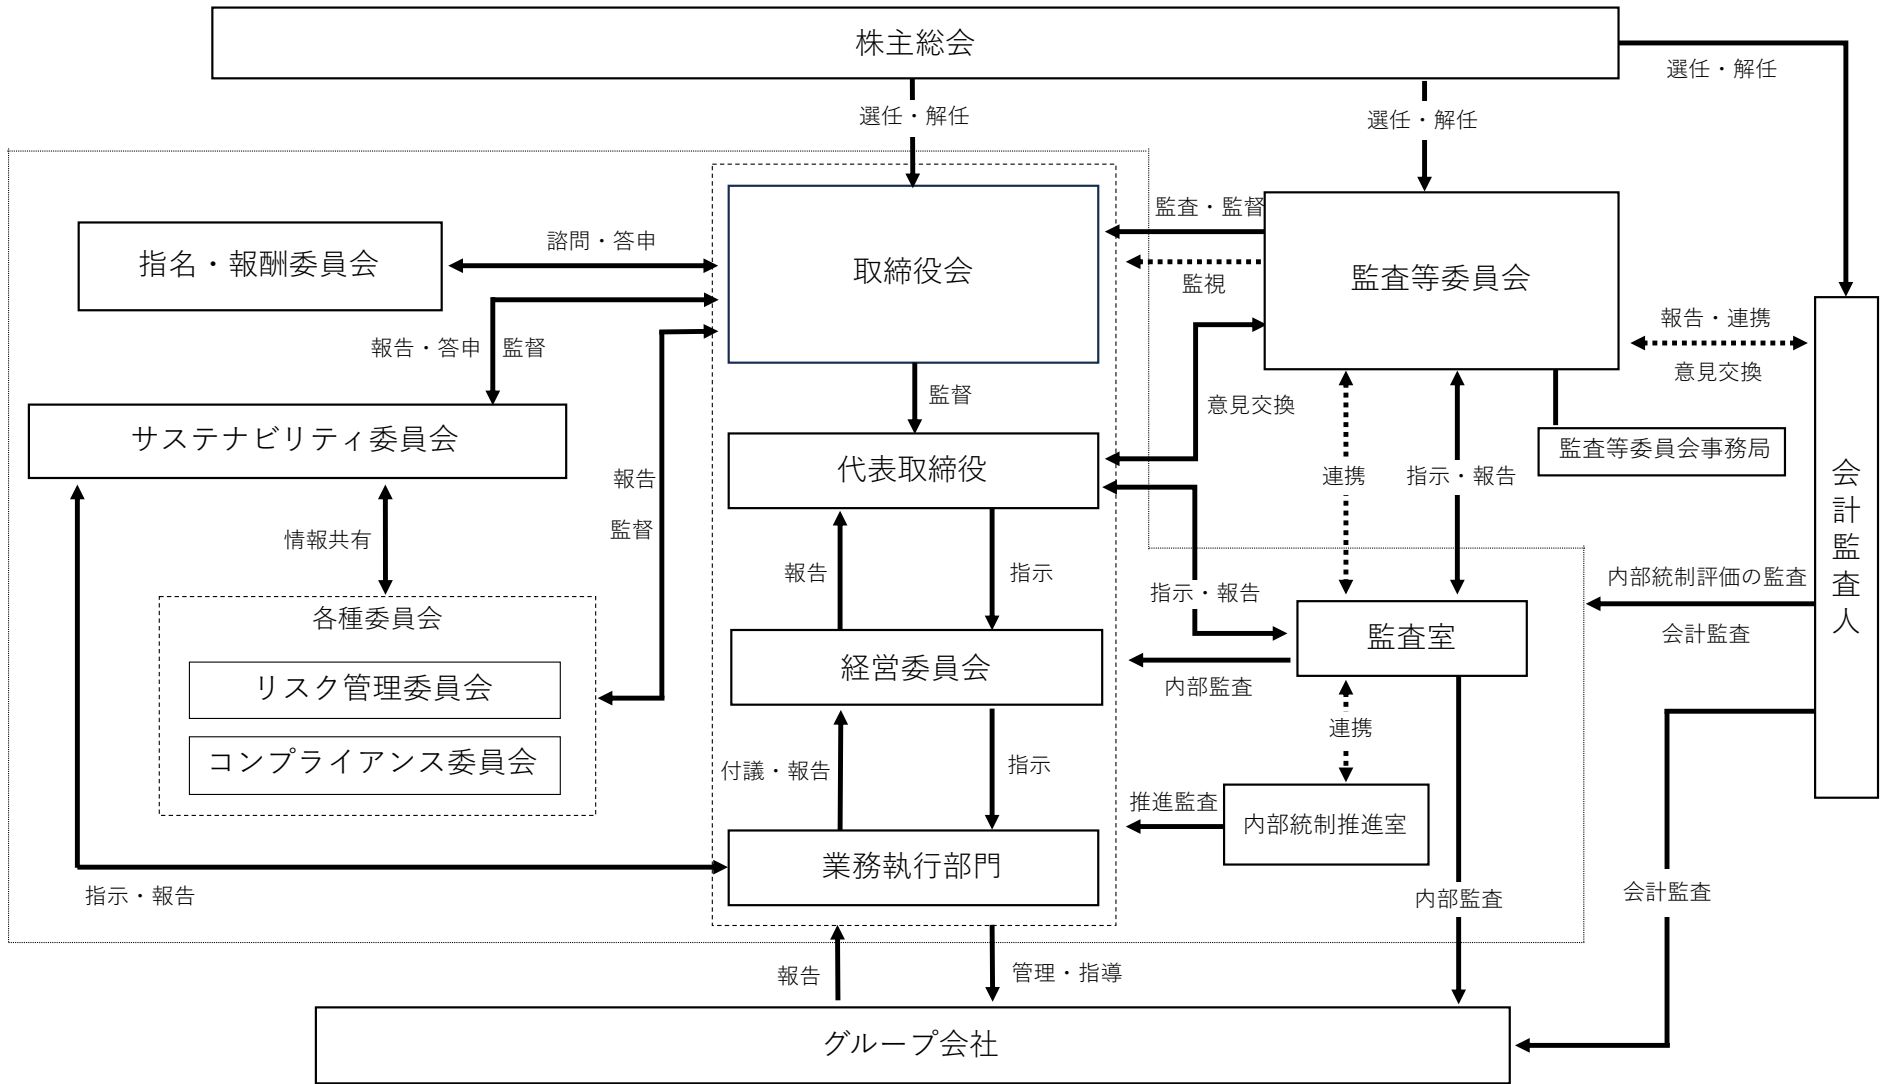 株主総会
選任・解任
選任・解任
選任・解任
指名・報酬委員会
諮問・答申
取締役会
監査・監督
監視
監査等委員会
報告・連携
意見交換
報告・答申
監督
監督
意見交換
サステナビリティ委員会
代表取締役
監査等委員会事務局
会計監査人
報告
監督
連携
指示・報告
情報共有
報告
指示
指示・報告
内部統制評価の監査
会計監査
各種委員会
リスク管理委員会
コンプライアンス委員会
経営委員会
監査室
内部監査
連携
付議・報告
指示
推進監査
内部統制推進室
業務執行部門
指示・報告
内部監査
会計監査
報告
管理・指導
グループ会社